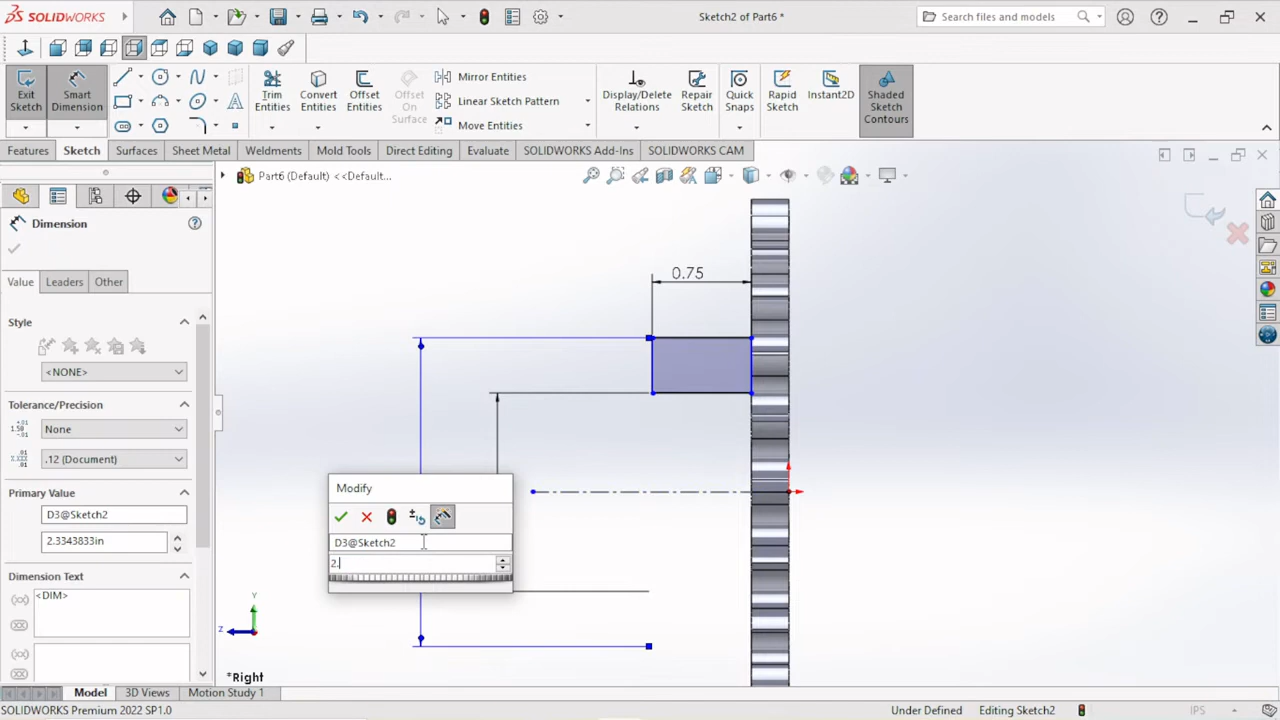 SOLIDWORKS
Sketch2 of Part6 *
Search files and models
Exit Sketch
Smart Dimension
Trim Entities
Convert Entities
Offset Entities
Offset On Surface
Mirror Entities
Linear Sketch Pattern
Move Entities
Display/Delete Relations
Repair Sketch
Quick Snaps
Rapid Sketch
Instant2D
Shaded Sketch Contours
Features
Sketch
Surfaces
Sheet Metal
Weldments
Mold Tools
Direct Editing
Evaluate
SOLIDWORKS Add-Ins
SOLIDWORKS CAM
Part6 (Default) <<Default...
Dimension
Value
Leaders
Other
Style
<NONE>
Tolerance/Precision
None
.12 (Document)
Primary Value
D3@Sketch2
2.3343833in
Dimension Text
<DIM>
0.75
Modify
D3@Sketch2
2.
Y
Z
*Right
Model
3D Views
Motion Study 1
SOLIDWORKS Premium 2022 SP1.0
Under Defined
Editing Sketch2
IPS